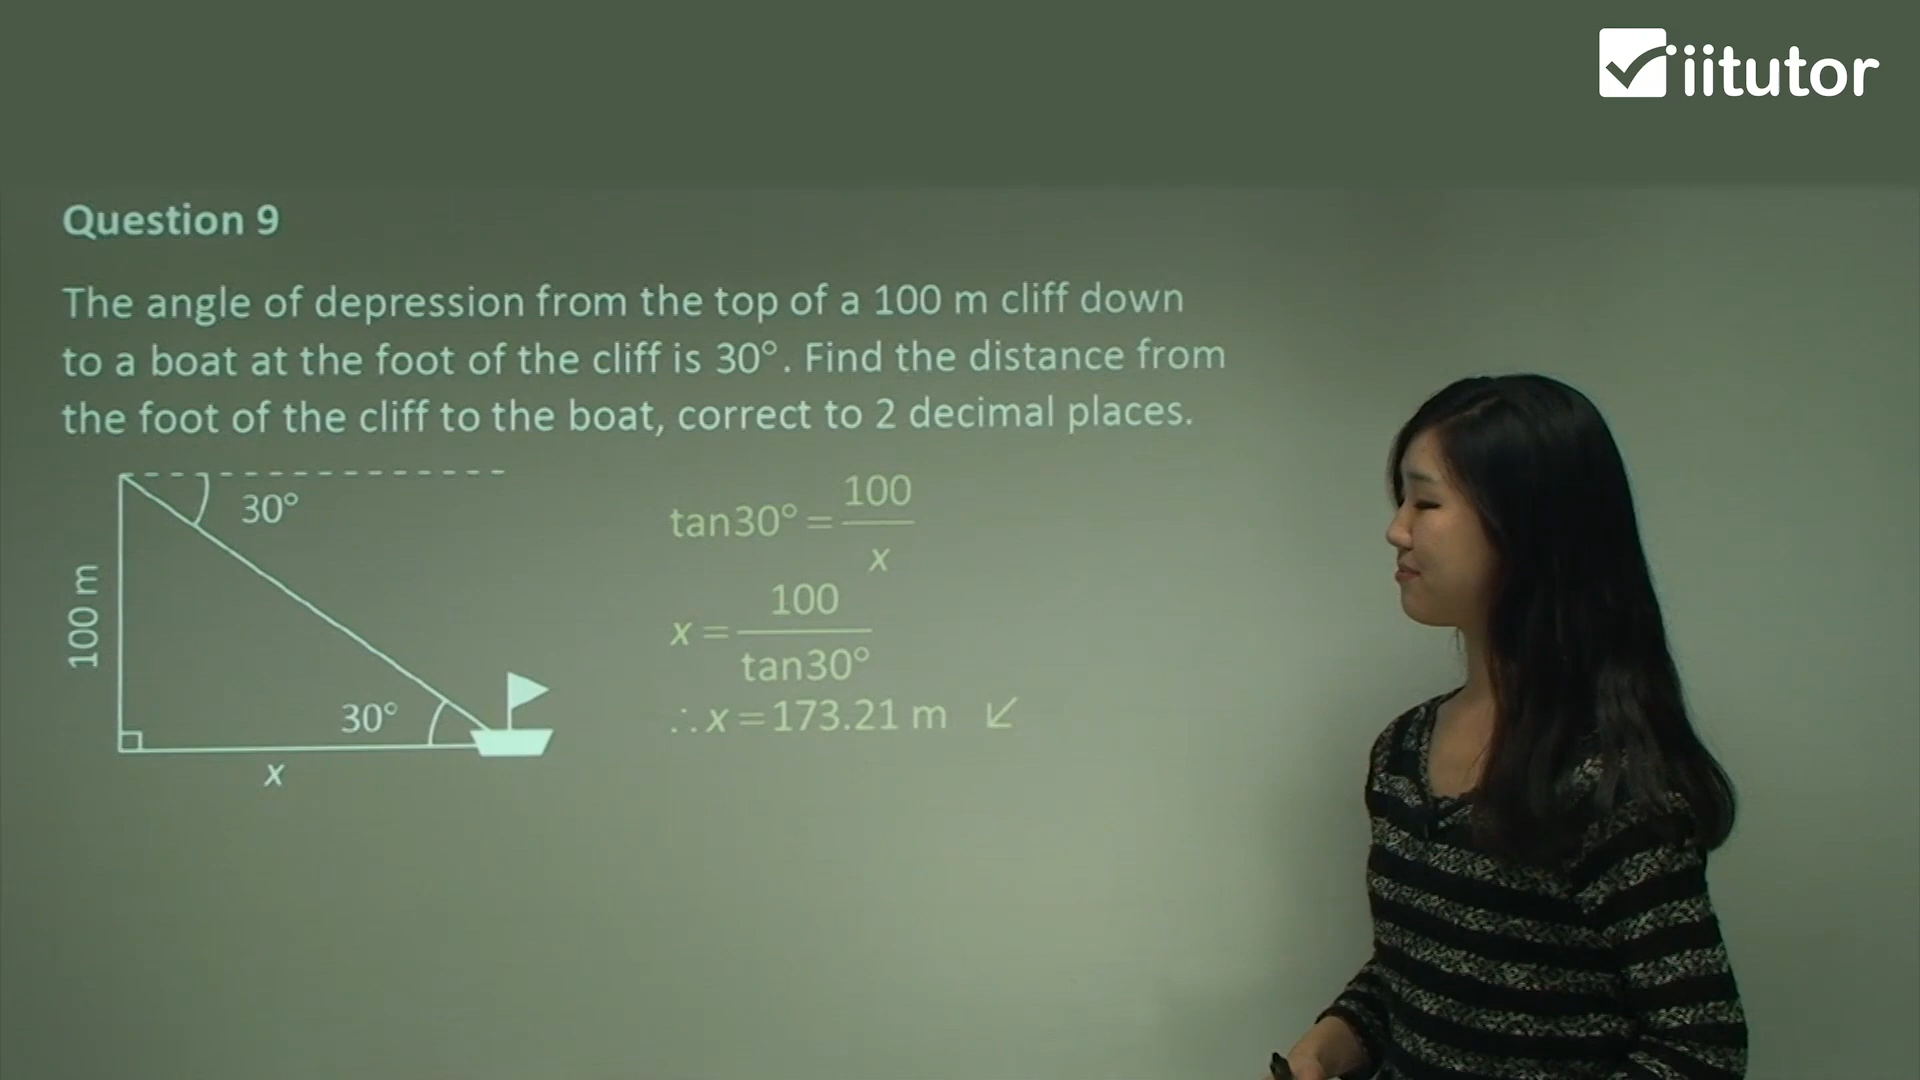 iitutor
Question 9
The angle of depression from the top of a 100 m cliff down
to a boat at the foot of the cliff is 30°. Find the distance from
the foot of the cliff to the boat, correct to 2 decimal places.
30°
100 m
30°
x
tan30° = 100/x
x = 100/tan30°
∴ x = 173.21 m ↙